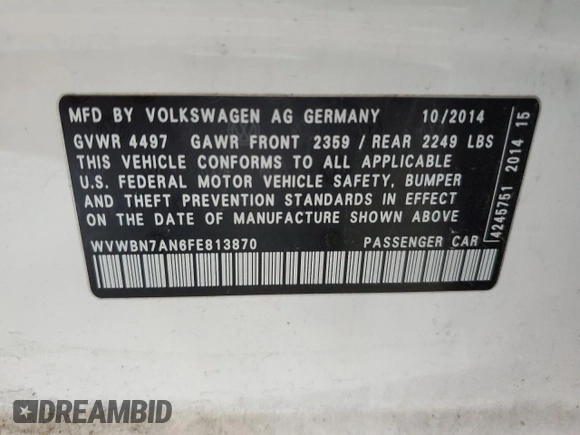 MFD BY VOLKSWAGEN AG GERMANY 10/2014
GVWR 4497 GAWR FRONT 2359 / REAR 2249 LBS
THIS VEHICLE CONFORMS TO ALL APPLICABLE
U.S. FEDERAL MOTOR VEHICLE SAFETY, BUMPER
AND THEFT PREVENTION STANDARDS IN EFFECT
ON THE DATE OF MANUFACTURE SHOWN ABOVE
WVWBN7AN6FE813870 PASSENGER CAR
4245751 2014 15
DREAMBID